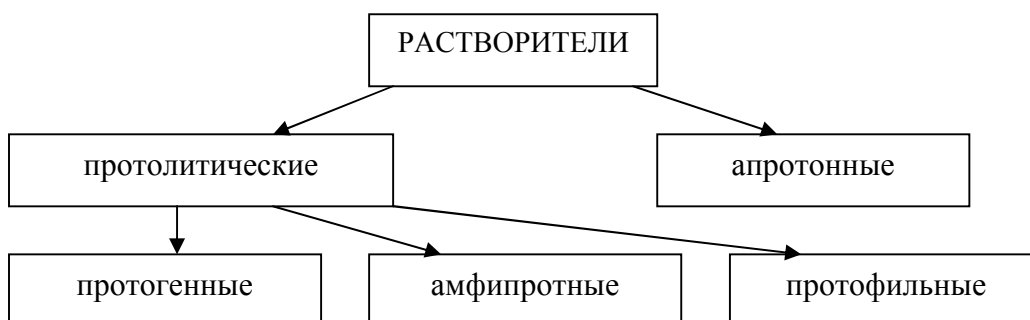 РАСТВОРИТЕЛИ
протолитические
апротонные
протогенные
амфипротные
протофильные